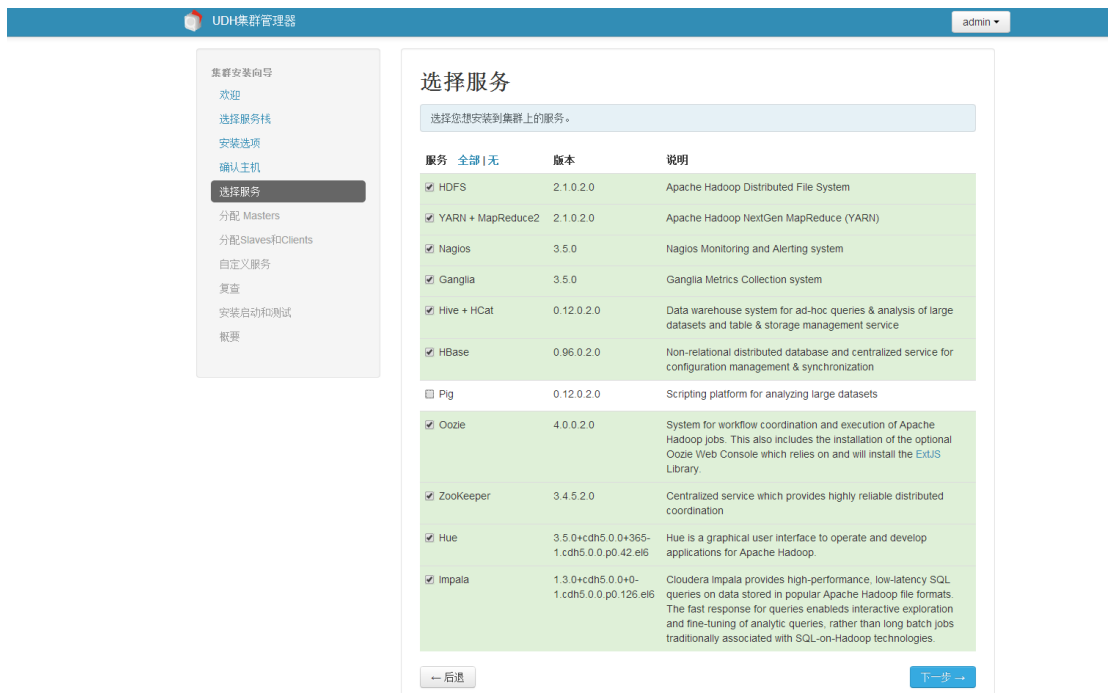 UDH集群管理器
admin
集群安装向导
欢迎
选择服务栈
安装选项
确认主机
选择服务
分配 Masters
分配Slaves和Clients
自定义服务
复查
安装启动和测试
概要
选择服务
选择您想安装到集群上的服务。
服务 全部 | 无 版本 说明
HDFS 2.1.0.2.0 Apache Hadoop Distributed File System
YARN + MapReduce2 2.1.0.2.0 Apache Hadoop NextGen MapReduce (YARN)
Nagios 3.5.0 Nagios Monitoring and Alerting system
Ganglia 3.5.0 Ganglia Metrics Collection system
Hive + HCat 0.12.0.2.0 Data warehouse system for ad-hoc queries & analysis of large
datasets and table & storage management service
HBase 0.96.0.2.0 Non-relational distributed database and centralized service for
configuration management & synchronization
Pig 0.12.0.2.0 Scripting platform for analyzing large datasets
Oozie 4.0.0.2.0 System for workflow coordination and execution of Apache
Hadoop jobs. This also includes the installation of the optional
Oozie Web Console which relies on and will install the ExtJS
Library.
ZooKeeper 3.4.5.2.0 Centralized service which provides highly reliable distributed
coordination
Hue 3.5.0+cdh5.0.0+365- Hue is a graphical user interface to operate and develop
1.cdh5.0.0.p0.42.el6 applications for Apache Hadoop.
Impala 1.3.0+cdh5.0.0+0- Cloudera Impala provides high-performance, low-latency SQL
1.cdh5.0.0.p0.126.el6 queries on data stored in popular Apache Hadoop file formats.
The fast response for queries enableds interactive exploration
and fine-tuning of analytic queries, rather than long batch jobs
traditionally associated with SQL-on-Hadoop technologies.
← 后退 下一步 →